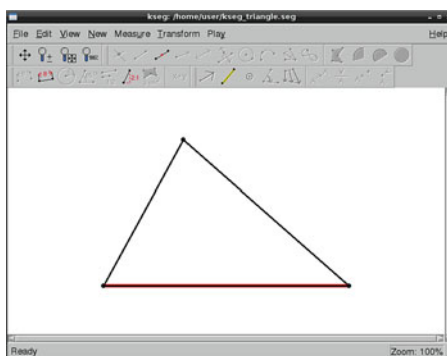 kseg: /home/user/kseg_triangle.seg
File Edit View New Measure Transform Play Help
Ready Zoom: 100%